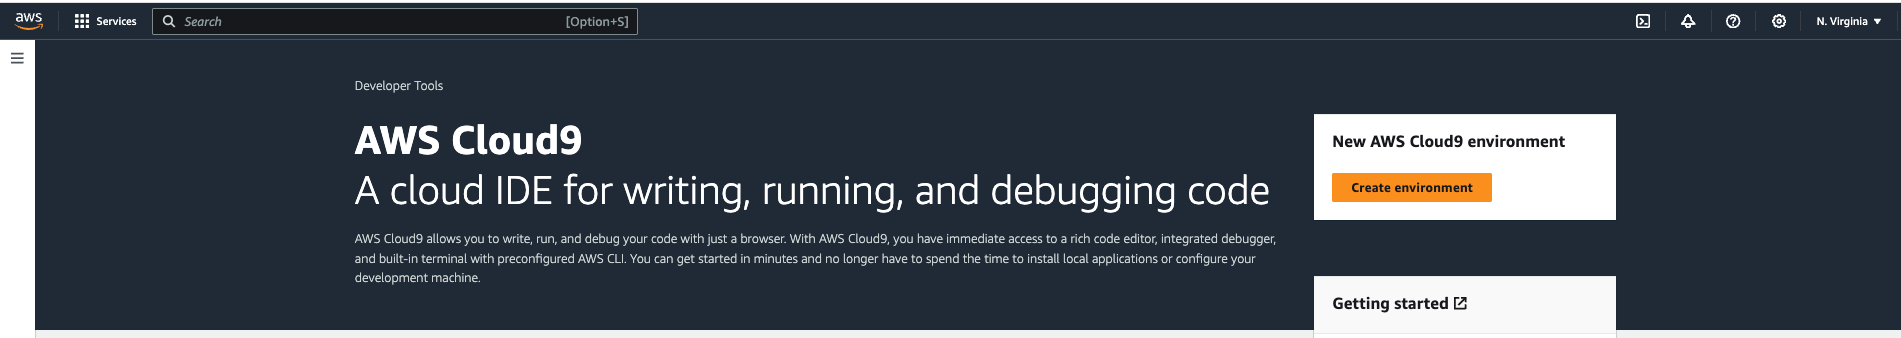 aws
Services
Search
[Option+S]
N. Virginia
Developer Tools
AWS Cloud9
A cloud IDE for writing, running, and debugging code
AWS Cloud9 allows you to write, run, and debug your code with just a browser. With AWS Cloud9, you have immediate access to a rich code editor, integrated debugger,
and built-in terminal with preconfigured AWS CLI. You can get started in minutes and no longer have to spend the time to install local applications or configure your
development machine.
New AWS Cloud9 environment
Create environment
Getting started